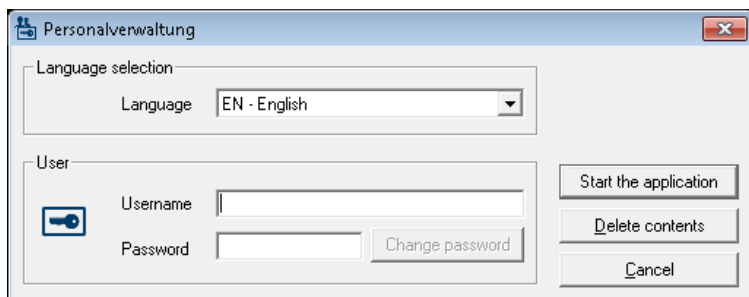 Personalverwaltung
Language selection
Language
EN - English
User
Username
Password
Change password
Start the application
Delete contents
Cancel